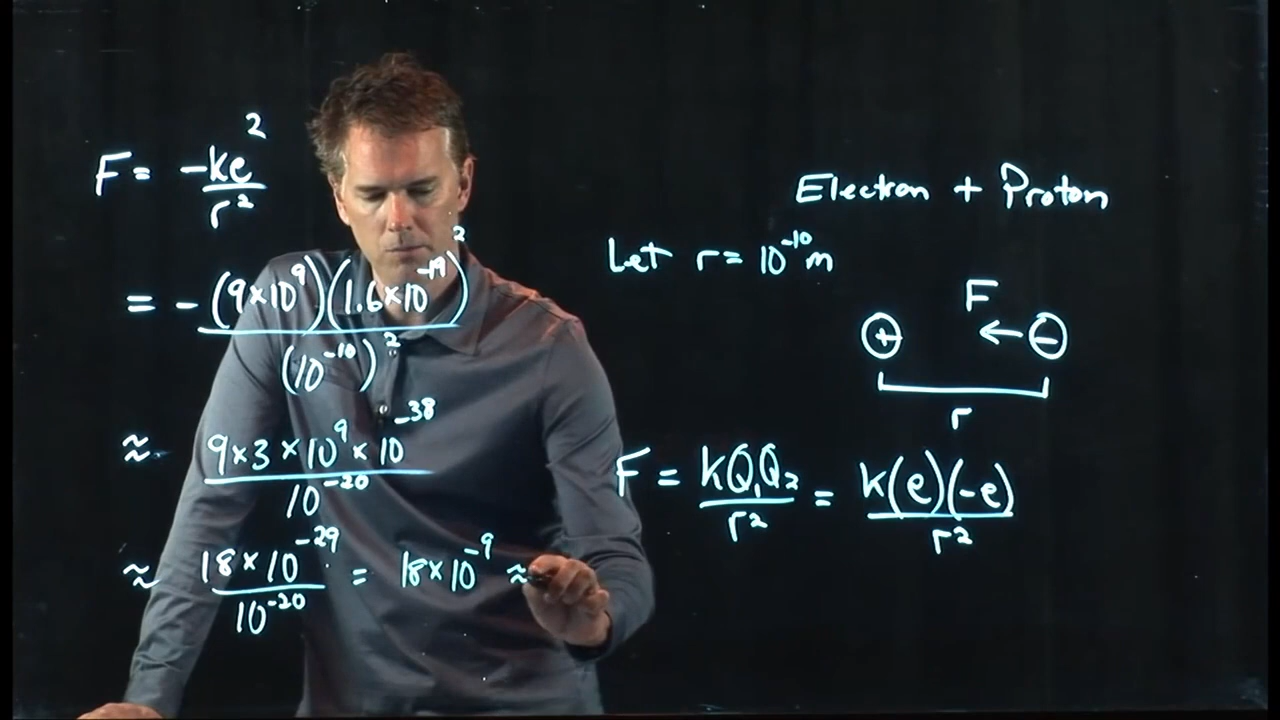 F = -ke²/r²
= - (9×10⁹)(1.6×10⁻¹⁹)²/(10⁻¹⁰)²
≈ - 9×3×10⁹×10⁻³⁸/10⁻²⁰
≈ 18×10⁻²⁹/10⁻²⁰ = 18×10⁻⁹ ≈
Electron + Proton
Let r = 10⁻¹⁰m
F
+ ← −
r
F = kQ₁Q₂/r² = k(e)(-e)/r²